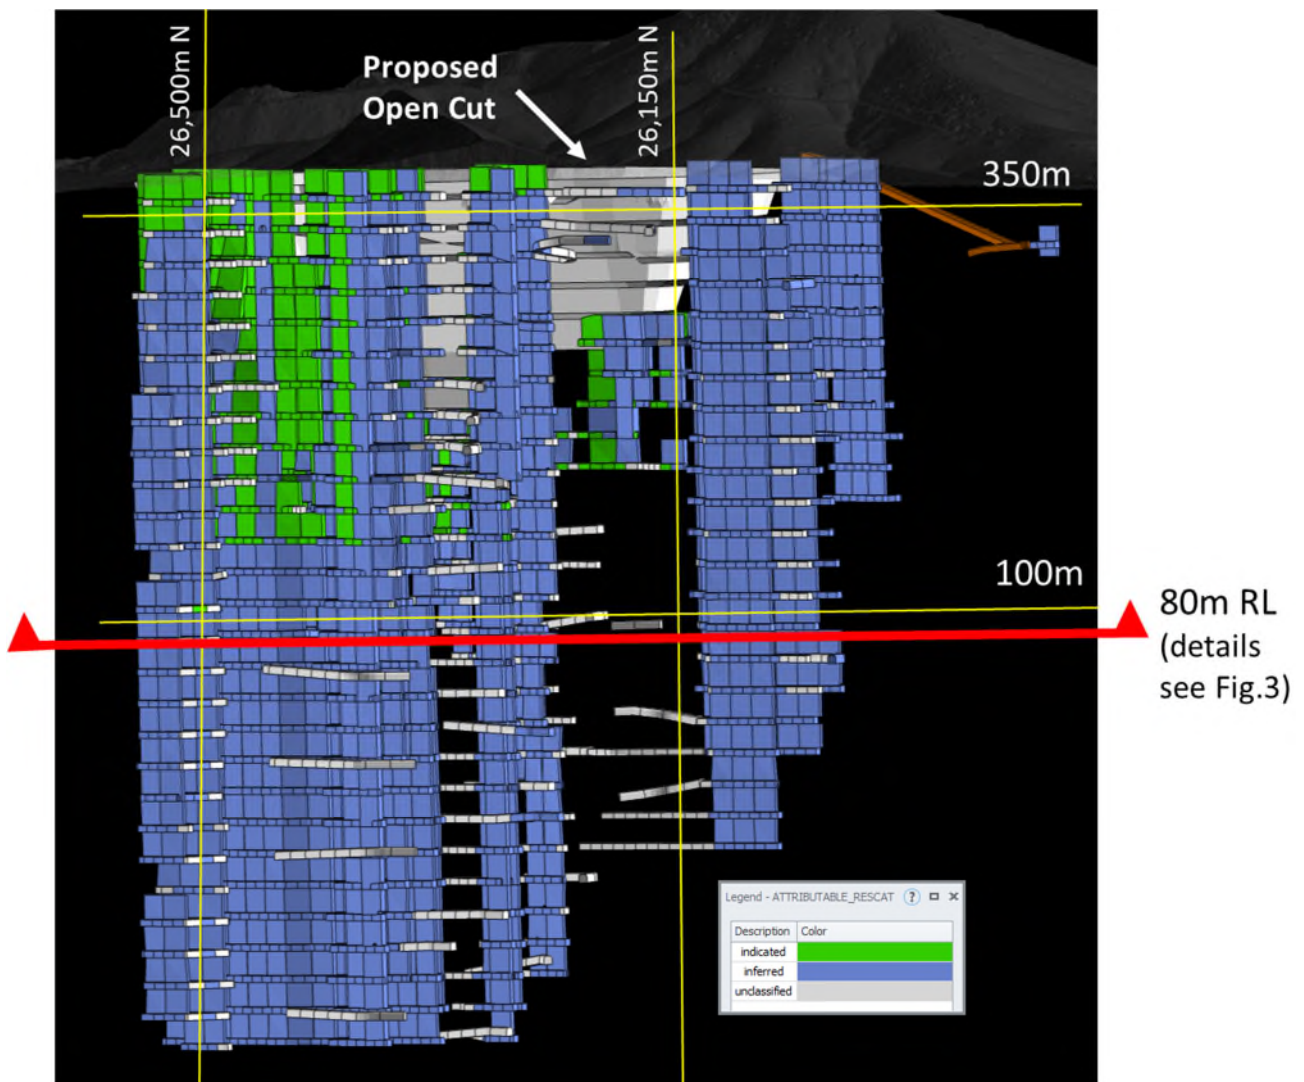 26,500m N
Proposed
Open Cut
26,150m N
350m
100m
80m RL
(details
see Fig.3)
Legend - ATTRIBUTABLE_RESCAT
Description Color
indicated
inferred
unclassified